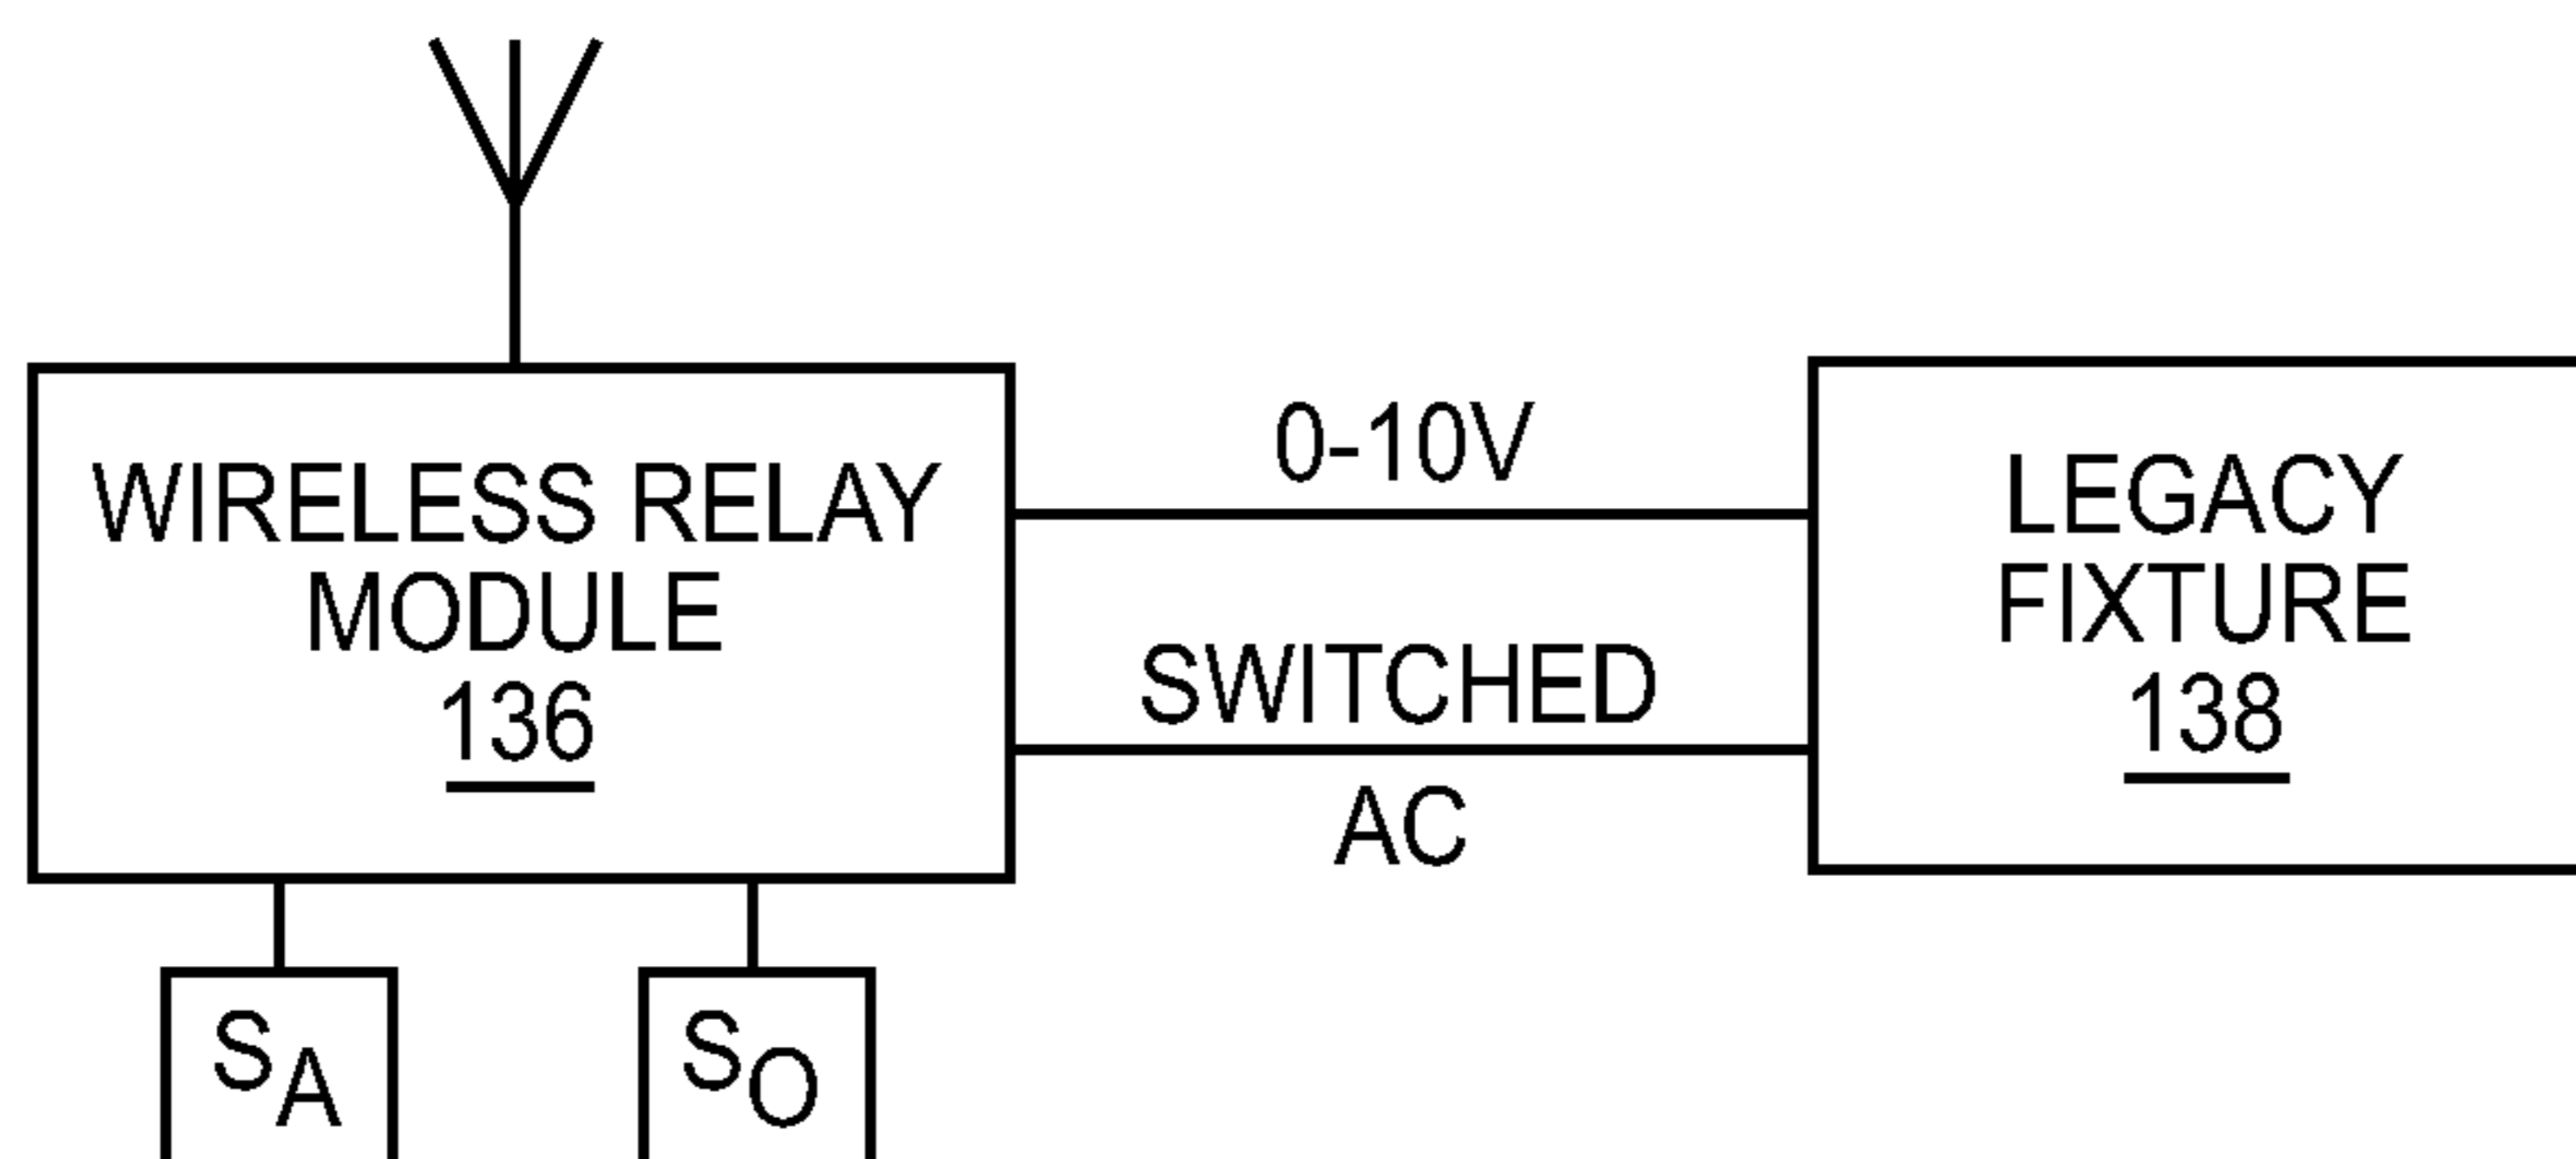 0-10V
WIRELESS RELAY
MODULE
136
SWITCHED
AC
LEGACY
FIXTURE
138
SA
SO